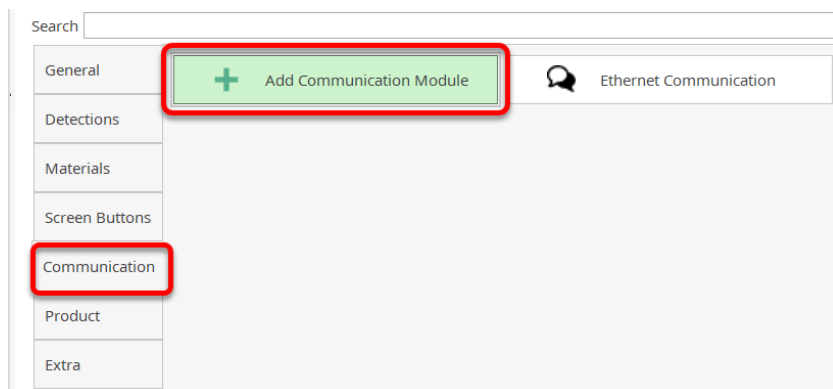 Search
General
Add Communication Module
Ethernet Communication
Detections
Materials
Screen Buttons
Communication
Product
Extra